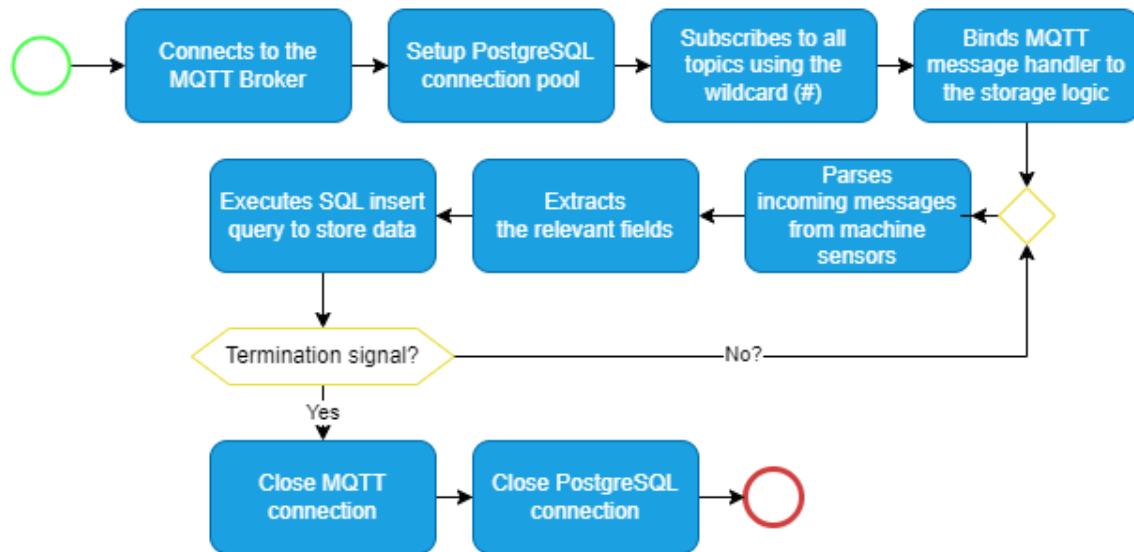 Connects to the
MQTT Broker
Setup PostgreSQL
connection pool
Subscribes to all
topics using the
wildcard (#)
Binds MQTT
message handler to
the storage logic
Executes SQL insert
query to store data
Extracts
the relevant fields
Parses
incoming messages
from machine
sensors
Termination signal?
No?
Yes
Close MQTT
connection
Close PostgreSQL
connection